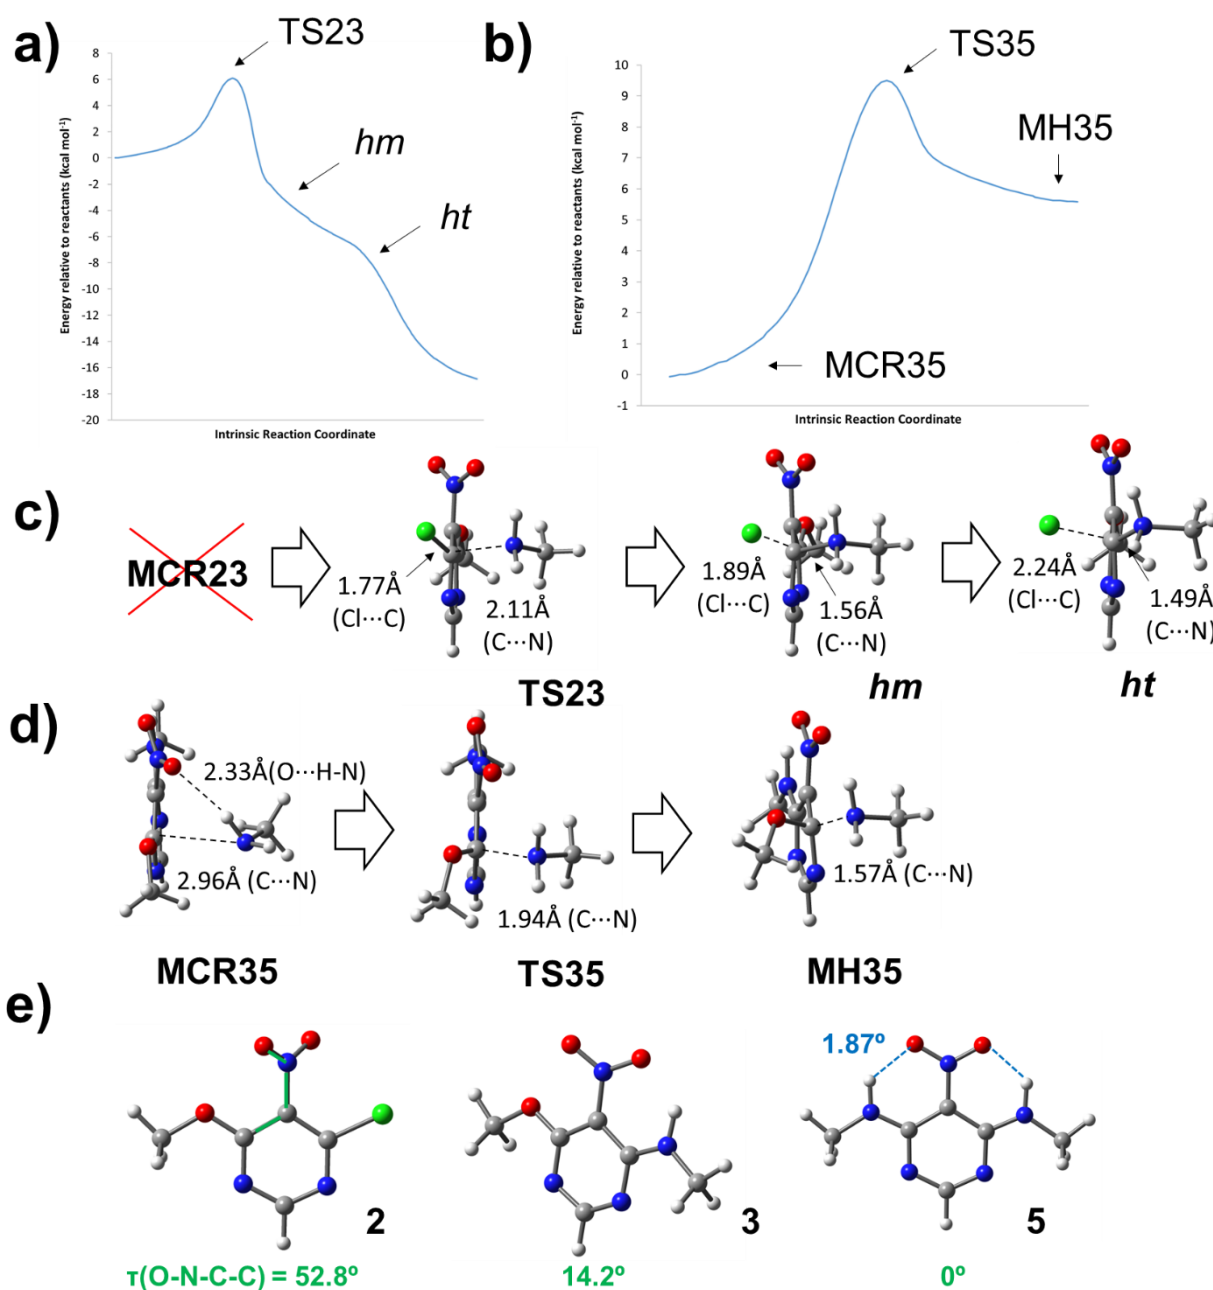 a)
TS23
Energy relative to reactants (kcal mol⁻¹)
8
6
4
2
0
-2
-4
-6
-8
-10
-12
-14
-16
-18
-20
hm
ht
Intrinsic Reaction Coordinate
b)
TS35
Energy relative to reactants (kcal mol⁻¹)
10
9
8
7
6
5
4
3
2
1
0
-1
MH35
MCR35
Intrinsic Reaction Coordinate
c)
MCR23
1.77Å
(Cl···C)
2.11Å
(C···N)
TS23
1.89Å
(Cl···C)
1.56Å
(C···N)
hm
2.24Å
(Cl···C)
1.49Å
(C···N)
ht
d)
2.33Å(O···H-N)
2.96Å (C···N)
MCR35
1.94Å (C···N)
TS35
1.57Å (C···N)
MH35
e)
2
τ(O-N-C-C) = 52.8º
3
14.2º
1.87º
5
0º